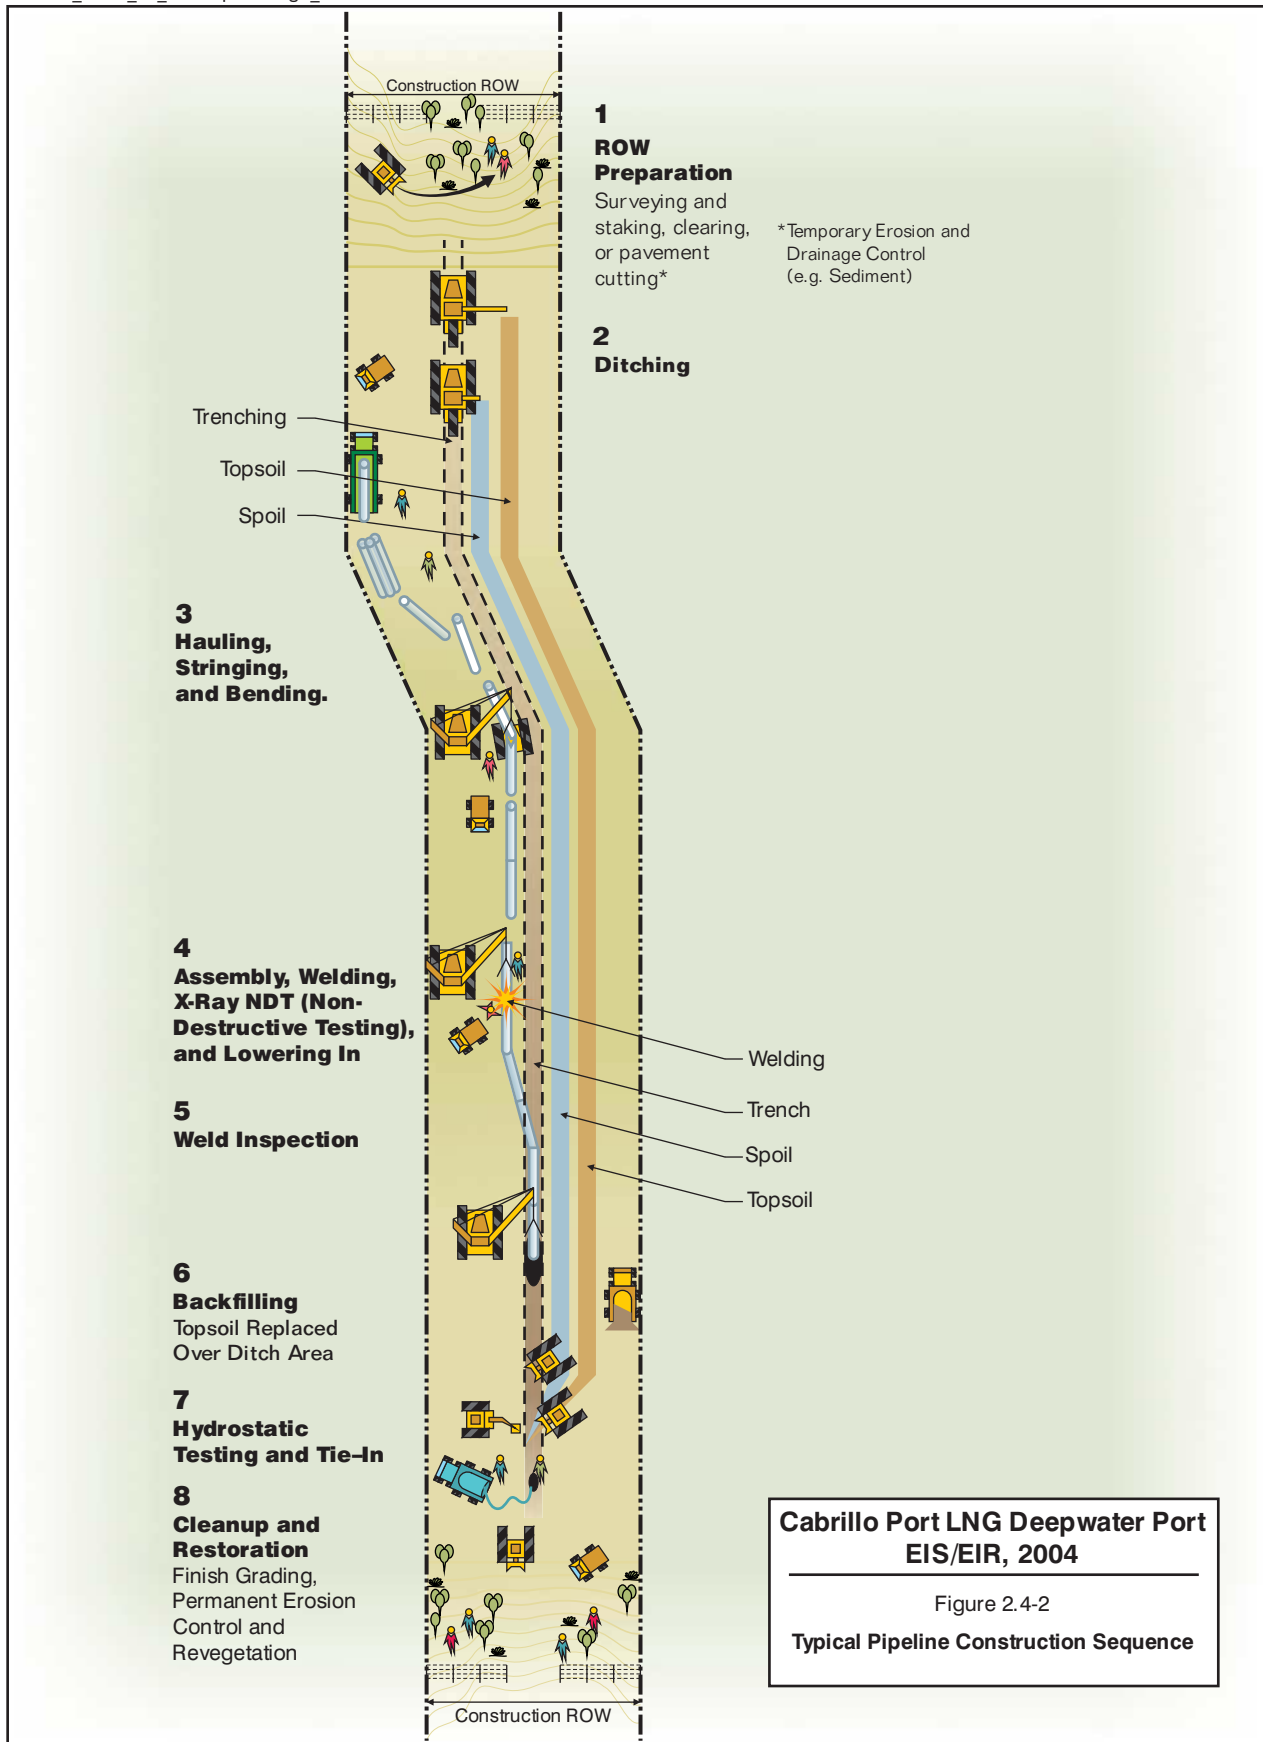 Construction ROW
1
ROW
Preparation
Surveying and
staking, clearing,
or pavement
cutting*
*Temporary Erosion and
Drainage Control
(e.g. Sediment)
2
Ditching
Trenching
Topsoil
Spoil
3
Hauling,
Stringing,
and Bending.
4
Assembly, Welding,
X-Ray NDT (Non-
Destructive Testing),
and Lowering In
Welding
Trench
Spoil
Topsoil
5
Weld Inspection
6
Backfilling
Topsoil Replaced
Over Ditch Area
7
Hydrostatic
Testing and Tie–In
8
Cleanup and
Restoration
Finish Grading,
Permanent Erosion
Control and
Revegetation
Construction ROW
Cabrillo Port LNG Deepwater Port
EIS/EIR, 2004
Figure 2.4-2
Typical Pipeline Construction Sequence